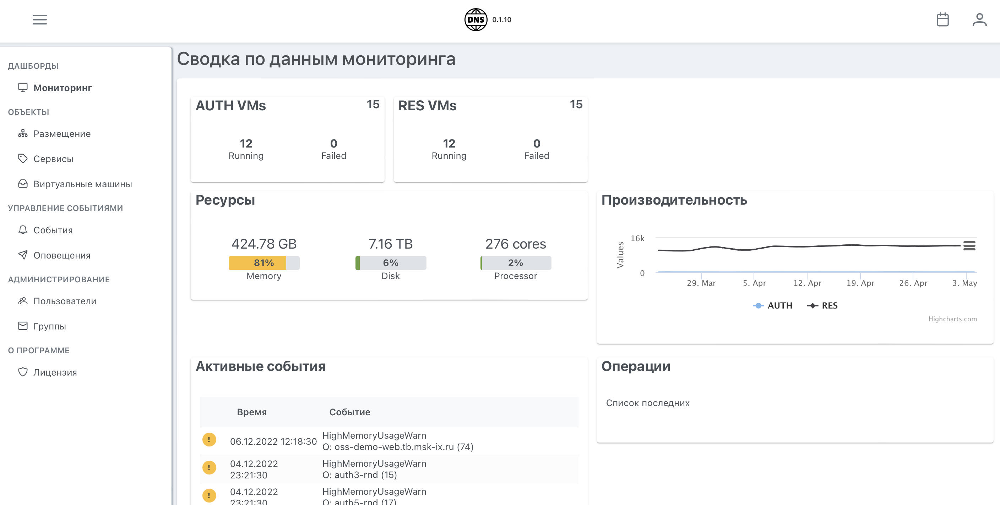 DNS 0.1.10
ДАШБОРДЫ
Мониторинг
ОБЪЕКТЫ
Размещение
Сервисы
Виртуальные машины
УПРАВЛЕНИЕ СОБЫТИЯМИ
События
Оповещения
АДМИНИСТРИРОВАНИЕ
Пользователи
Группы
О ПРОГРАММЕ
Лицензия
Сводка по данным мониторинга
AUTH VMs 15
12 0
Running Failed
RES VMs 15
12 0
Running Failed
Ресурсы
424.78 GB 7.16 TB 276 cores
81% 6% 2%
Memory Disk Processor
Производительность
Values
16k
0
29. Mar 5. Apr 12. Apr 19. Apr 26. Apr 3. May
AUTH RES
Highcharts.com
Активные события
Время Событие
06.12.2022 12:18:30
HighMemoryUsageWarn
O: oss-demo-web.tb.msk-ix.ru (74)
04.12.2022
23:21:30
HighMemoryUsageWarn
O: auth3-rnd (15)
04.12.2022
23:21:30
HighMemoryUsageWarn
O: auth5-rnd (17)
Операции
Список последних